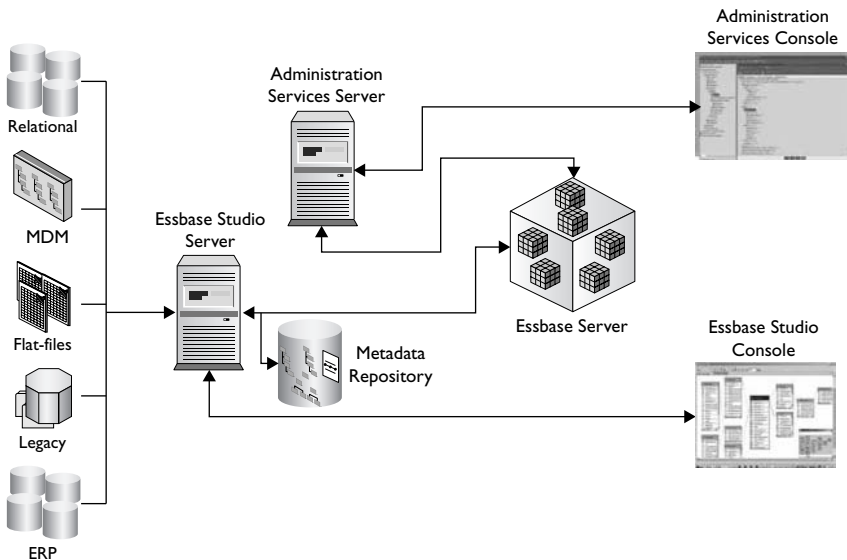 Administration
Services Console
Administration
Services Server
Relational
MDM
Essbase Studio
Server
Flat-files
Essbase Server
Essbase Studio
Console
Metadata
Repository
Legacy
ERP